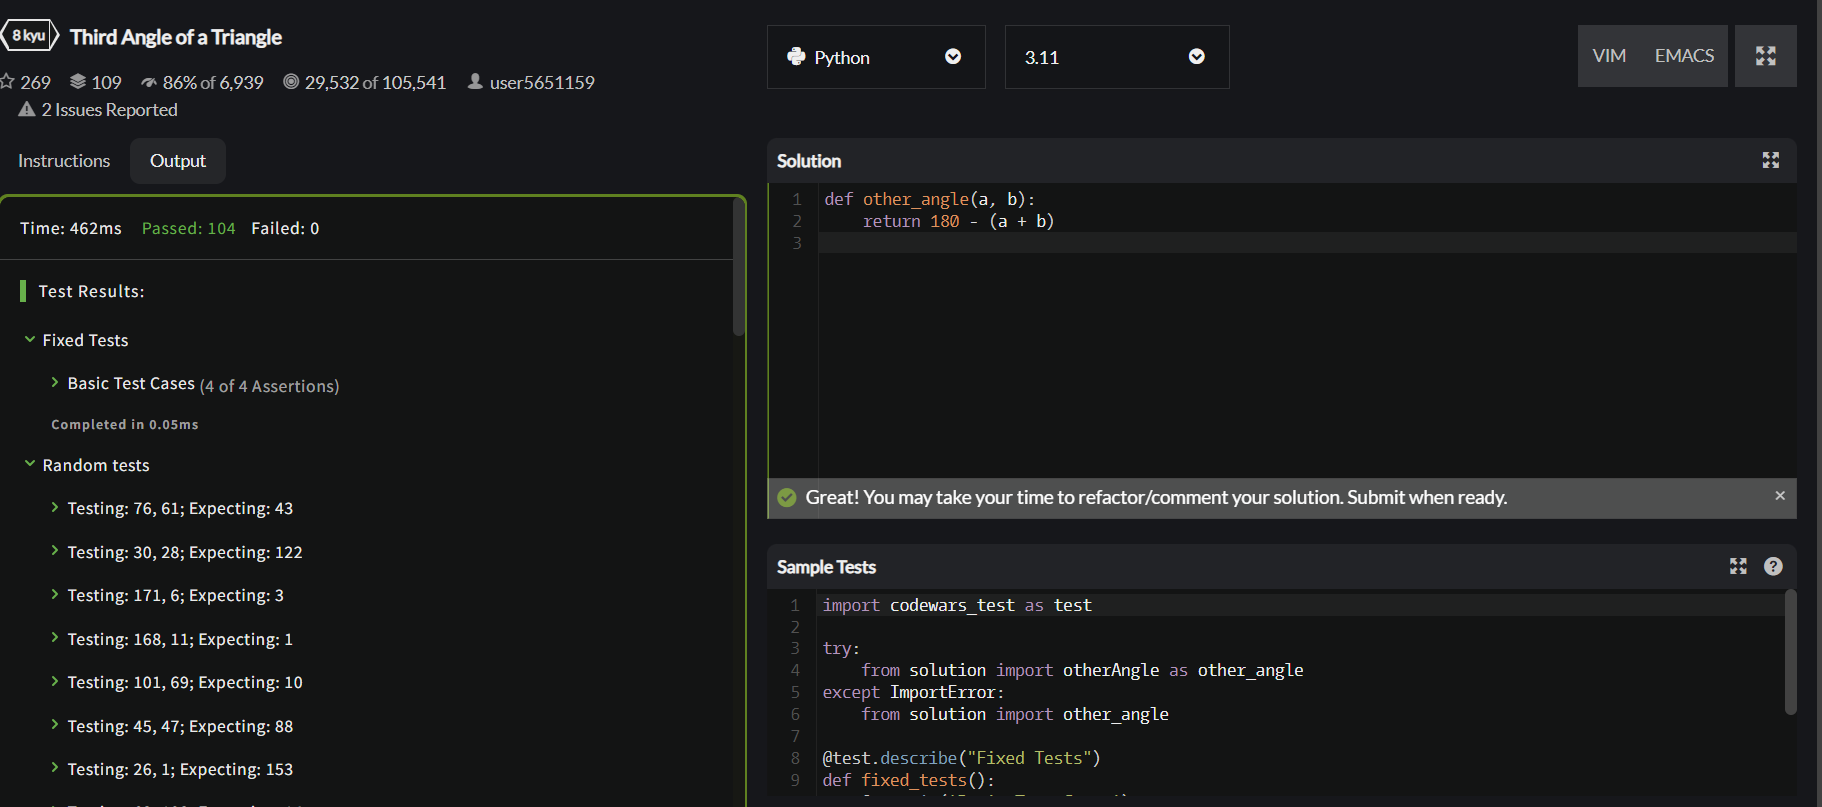 8 kyu Third Angle of a Triangle
269 109 86% of 6,939 29,532 of 105,541 user5651159
2 Issues Reported
Instructions Output
Time: 462ms Passed: 104 Failed: 0
Test Results:
Fixed Tests
Basic Test Cases (4 of 4 Assertions)
Completed in 0.05ms
Random tests
Testing: 76, 61; Expecting: 43
Testing: 30, 28; Expecting: 122
Testing: 171, 6; Expecting: 3
Testing: 168, 11; Expecting: 1
Testing: 101, 69; Expecting: 10
Testing: 45, 47; Expecting: 88
Testing: 26, 1; Expecting: 153
Python 3.11 VIM EMACS
Solution
1 def other_angle(a, b):
2     return 180 - (a + b)
3
Great! You may take your time to refactor/comment your solution. Submit when ready. ×
Sample Tests ?
1 import codewars_test as test
2
3 try:
4     from solution import otherAngle as other_angle
5 except ImportError:
6     from solution import other_angle
7
8 @test.describe("Fixed Tests")
9 def fixed_tests():